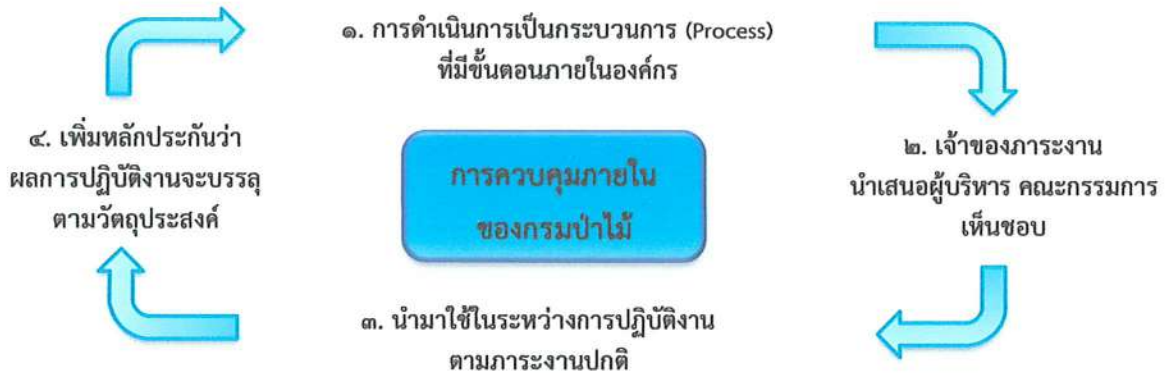 ๑. การดำเนินการเป็นกระบวนการ (Process)
ที่มีขั้นตอนภายในองค์กร
๒. เจ้าของภาระงาน
นำเสนอผู้บริหาร คณะกรรมการ
เห็นชอบ
๓. นำมาใช้ในระหว่างการปฏิบัติงาน
ตามภาระงานปกติ
๔. เพิ่มหลักประกันว่า
ผลการปฏิบัติงานจะบรรลุ
ตามวัตถุประสงค์
การควบคุมภายใน
ของกรมป่าไม้